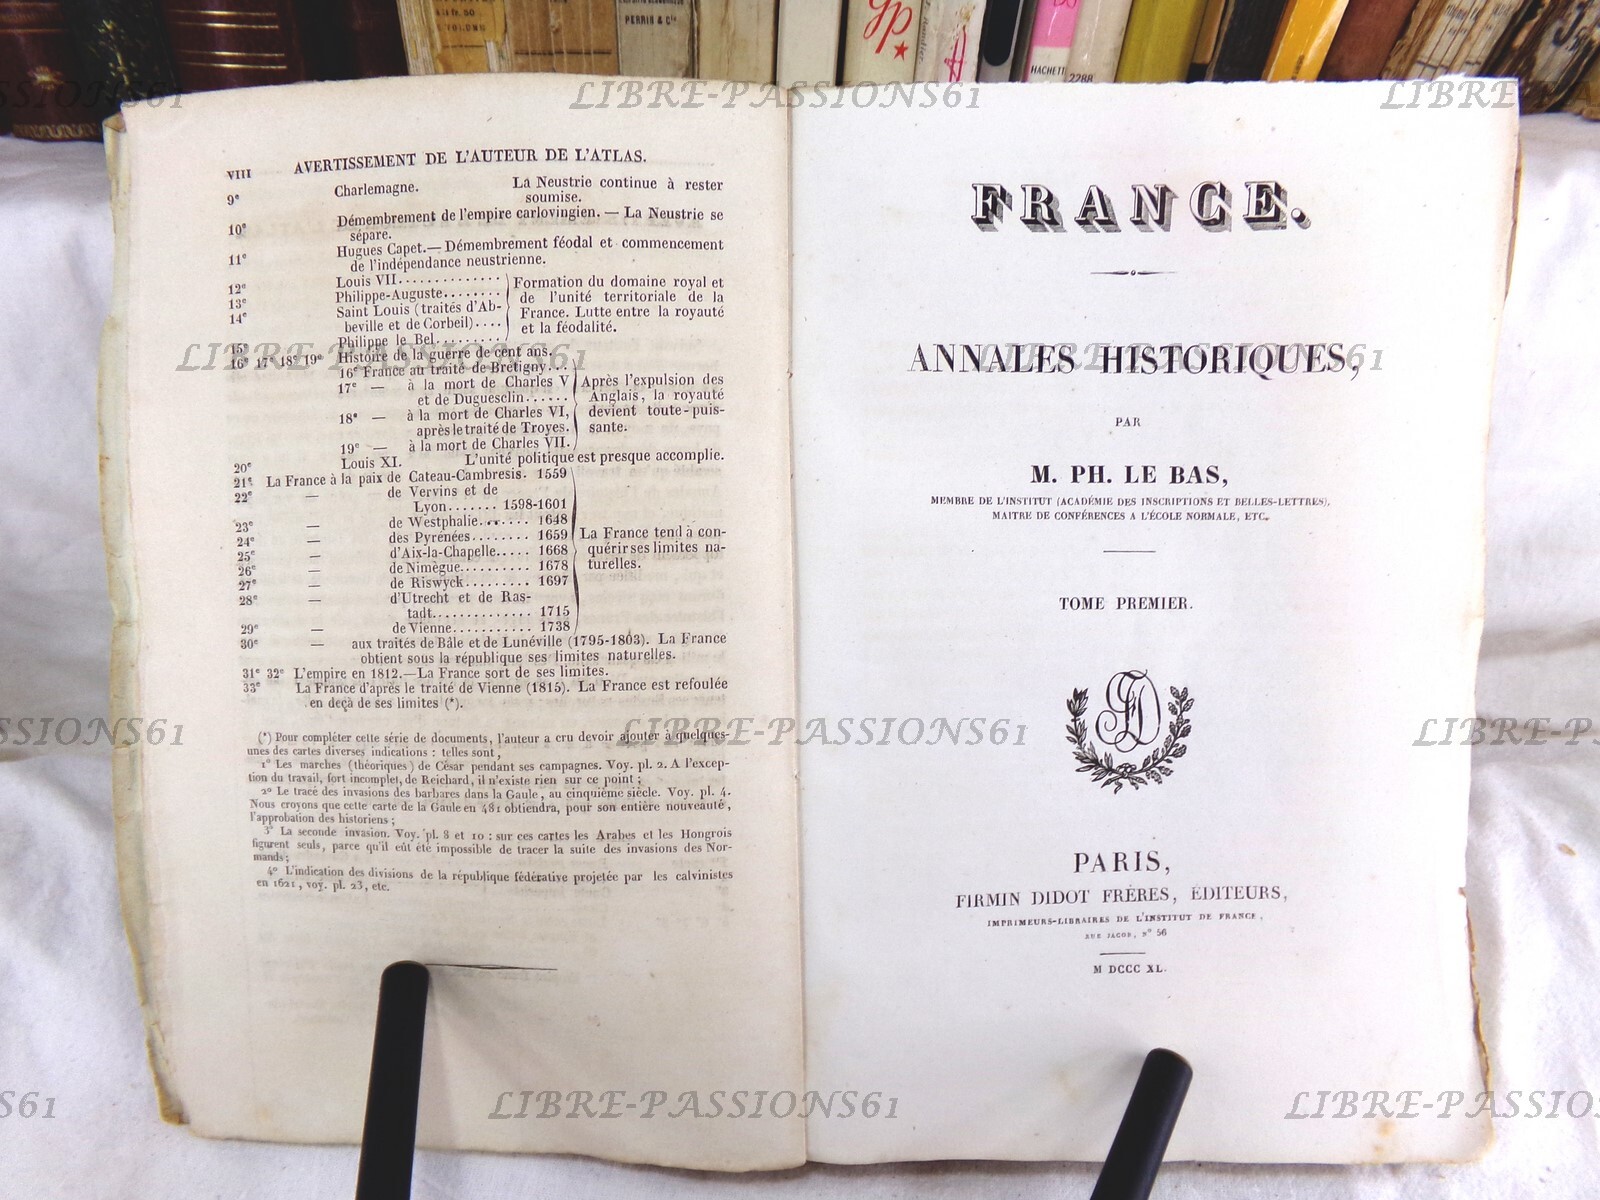 PERRIN & Cie
HACHETTE
2288
LIBRE-PASSIONS61
VIII AVERTISSEMENT DE L'AUTEUR DE L'ATLAS.
9e Charlemagne. La Neustrie continue à rester
soumise.
10e Démembrement de l'empire carlovingien. — La Neustrie se
sépare.
11e Hugues Capet. — Démembrement féodal et commencement
de l'indépendance neustrienne.
12e Louis VII.............. Formation du domaine royal et
13e Philippe-Auste........ de l'unité territoriale de la
14e Saint Louis (traités d'Ab- France. Lutte entre la royauté
beville et de Corbeil).... et la féodalité.
15e Philippe le Bel.........
16e 17e 18e 19e Histoire de la guerre de cent ans.
16e France au traité de Brétigny...
17e — à la mort de Charles V Après l'expulsion des
et de Duguesclin...... Anglais, la royauté
18e — à la mort de Charles VI, devient toute-puis-
après le traité de Troyes. sante.
19e — à la mort de Charles VII.
20e Louis XI. L'unité politique est presque accomplie.
21e La France à la paix de Cateau-Cambresis. 1559
22e — de Vervins et de
Lyon....... 1598-1601
23e — de Westphalie........ 1648
24e — des Pyrénées........ 1659 La France tend à con-
25e — d'Aix-la-Chapelle..... 1668 quérir ses limites na-
26e — de Nimègue.......... 1678 turelles.
27e — de Riswyck.......... 1697
28e — d'Utrecht et de Ras-
tadt.............. 1715
29e — de Vienne........... 1738
30e — aux traités de Bâle et de Lunéville (1795-1803). La France
obtient sous la république ses limites naturelles.
31e 32e L'empire en 1812. — La France sort de ses limites.
33e La France d'après le traité de Vienne (1815). La France est refoulée
en deçà de ses limites (*).
(*) Pour compléter cette série de documents, l'auteur a cru devoir ajouter à quelques-
unes des cartes diverses indications : telles sont,
1° Les marches (théoriques) de César pendant ses campagnes. Voy. pl. 2. A l'excep-
tion du travail, fort incomplet, de Reichard, il n'existe rien sur ce point ;
2° Le tracé des invasions des barbares dans la Gaule, au cinquième siècle. Voy. pl. 4.
Nous croyons que cette carte de la Gaule en 481 obtiendra, pour son entière nouveauté,
l'approbation des historiens ;
3° La seconde invasion. Voy. pl. 8 et 10 : sur ces cartes les Arabes et les Hongrois
figurent seuls, parce qu'il eût été impossible de tracer la suite des invasions des Nor-
mands ;
4° L'indication des divisions de la république fédérative projetée par les calvinistes
en 1621, voy. pl. 23, etc.
FRANCE.
ANNALES HISTORIQUES,
PAR
M. PH. LE BAS,
MEMBRE DE L'INSTITUT (ACADÉMIE DES INSCRIPTIONS ET BELLES-LETTRES),
MAITRE DE CONFÉRENCES A L'ÉCOLE NORMALE, ETC.
TOME PREMIER.
PARIS,
FIRMIN DIDOT FRÈRES, ÉDITEURS,
IMPRIMEURS-LIBRAIRES DE L'INSTITUT DE FRANCE,
RUE JACOB, N° 56
M DCCC XL.